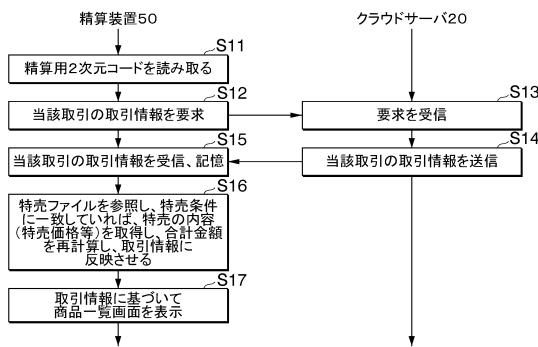 精算装置50
クラウドサーバ20
S11
精算用2次元コードを読み取る
S12
当該取引の取引情報を要求
S13
要求を受信
S14
当該取引の取引情報を送信
S15
当該取引の取引情報を受信、記憶
S16
特売ファイルを参照し、特売条件
に一致していれば、特売の内容
(特売価格等)を取得し、合計金額
を再計算し、取引情報に
反映させる
S17
取引情報に基づいて
商品一覧画面を表示